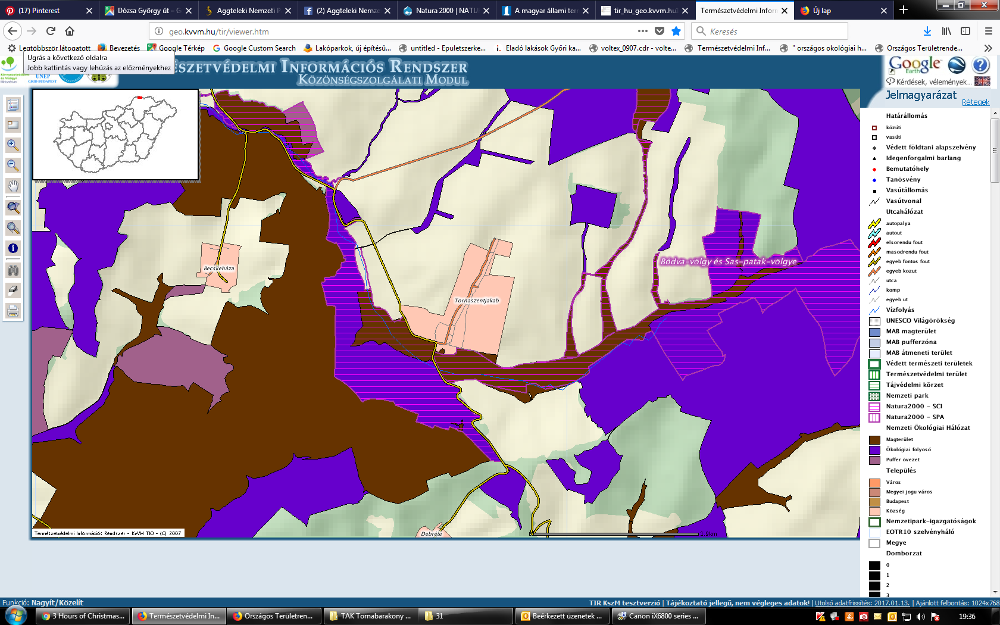 (17) Pinterest
Dózsa György út – G
Aggteleki Nemzeti P
(2) Aggteleki Nemze
Natura 2000 | NATU
A magyar állami ter
tir_hu_geo.kvvm.hu
Természetvédelmi Inform
Új lap
geo.kvvm.hu/tir/viewer.htm
Keresés
Legtöbbször látogatott
Bevezetés
Google Térkép
Google Custom Search
Lakóparkok, új építésű...
untitled - Epuletszerke...
Eladó lakások Győri ka...
voltex_0907.cdr - volte...
Természetvédelmi Inf...
" országos okologiai h...
Országos Területrende...
Ugrás a következő oldalra
Jobb kattintás vagy lehúzás az előzményekhez
ÉSZETVÉDELMI INFORMÁCIÓS RENDSZER
KÖZÖNSÉGSZOLGÁLATI MODUL
UNEP
GRID BUDAPEST
Google
Earth
Kérdések, vélemények...
Jelmagyarázat
Rétegek
Határállomás
közúti
vasúti
Védett földtani alapszelvény
Idegenforgalmi barlang
Bemutatóhely
Tanösvény
Vasútállomás
Vasútvonal
Utcahálózat
autopalya
autout
elsorendu fout
masodrendu fout
egyeb fontos fout
egyeb kozut
utca
komp
egyeb ut
Vízfolyás
UNESCO Világörökség
MAB magterület
MAB pufferzóna
MAB átmeneti terület
Védett természeti területek
Természetvédelmi terület
Tájvédelmi körzet
Nemzeti park
Natura2000 - SCI
Natura2000 - SPA
Nemzeti Ökológiai Hálózat
Magterület
Ökológiai folyosó
Puffer övezet
Település
Város
Megyei jogu város
Budapest
Község
Nemzetipark-igazgatóságok
EOTR10 szelvényháló
Megye
Domborzat
0
1
2
3
Becskeháza
Bódva-völgy és Sas-patak-völgye
Tornaszentjakab
Debréte
1.9km
Természetvédelmi Információs Rendszer - KvVM TIO - (C) 2007
Funkció: Nagyít/Közelít
TIR KszM tesztverzió | Tájékoztató jellegű, nem végleges adatok! | Utolsó adatfrissítés: 2017.01.13. | Ajánlott felbontás: 1024x768
3 Hours of Christmas...
Természetvédelmi In...
Országos Területren...
TAK Tornabarakony ...
31
Beérkezett üzenetek ...
Canon iX6800 series ...
19:36